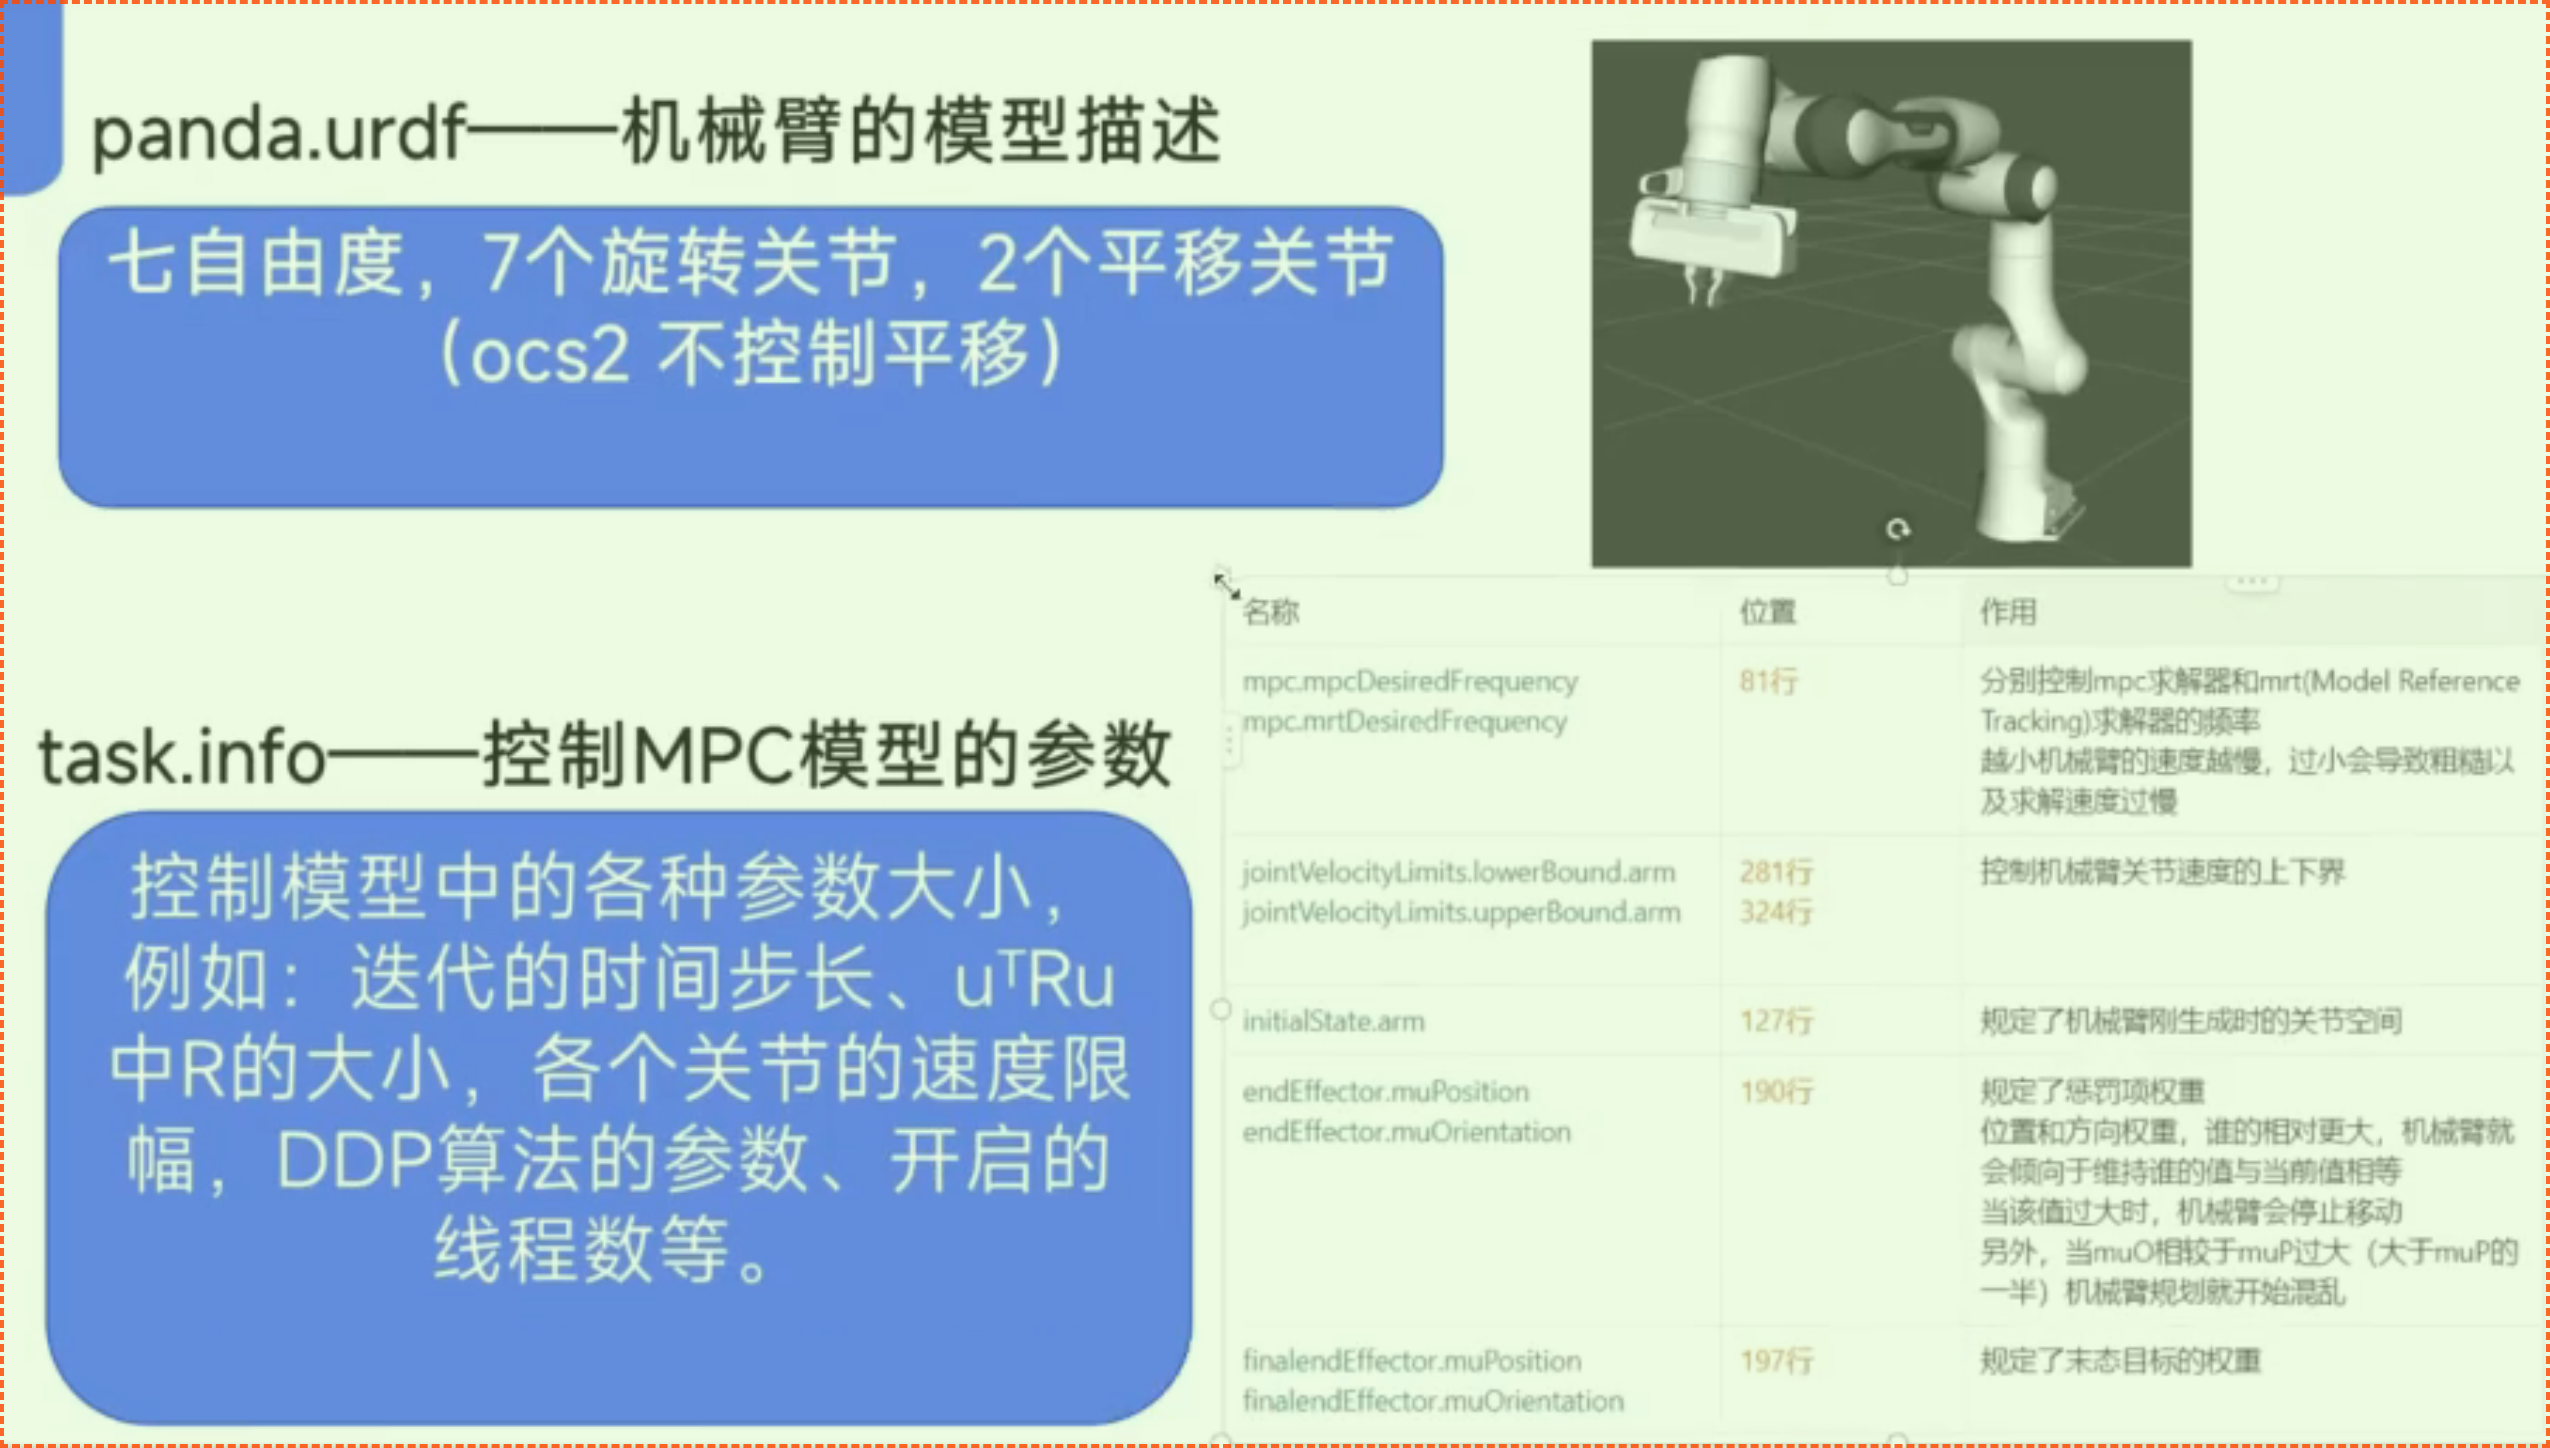 panda.urdf——机械臂的模型描述
七自由度，7个旋转关节，2个平移关节
（ocs2 不控制平移）
task.info——控制MPC模型的参数
控制模型中的各种参数大小，
例如：迭代的时间步长、uᵀRu
中R的大小，各个关节的速度限
幅，DDP算法的参数、开启的
线程数等。
名称 位置 作用
mpc.mpcDesiredFrequency 81行 分别控制mpc求解器和mrt(Model Reference
mpc.mrtDesiredFrequency Tracking)求解器的频率
越小机械臂的速度越慢，过小会导致粗糙以
及求解速度过慢
jointVelocityLimits.lowerBound.arm 281行 控制机械臂关节速度的上下界
jointVelocityLimits.upperBound.arm 324行
initialState.arm 127行 规定了机械臂刚生成时的关节空间
endEffector.muPosition 190行 规定了惩罚项权重
endEffector.muOrientation 位置和方向权重，谁的相对更大，机械臂就
会倾向于维持谁的值与当前值相等
当该值过大时，机械臂会停止移动
另外，当muO相较于muP过大（大于muP的
一半）机械臂规划就开始混乱
finalendEffector.muPosition 197行 规定了末态目标的权重
finalendEffector.muOrientation